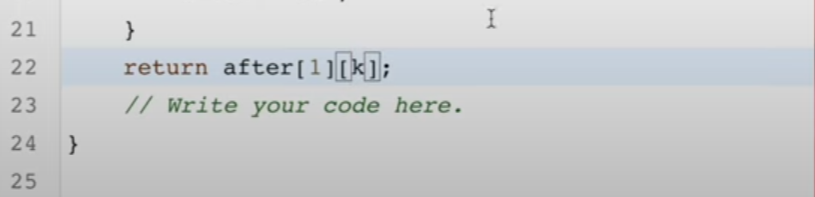 21 }
22 return after[1][k];
23 // Write your code here.
24 }
25